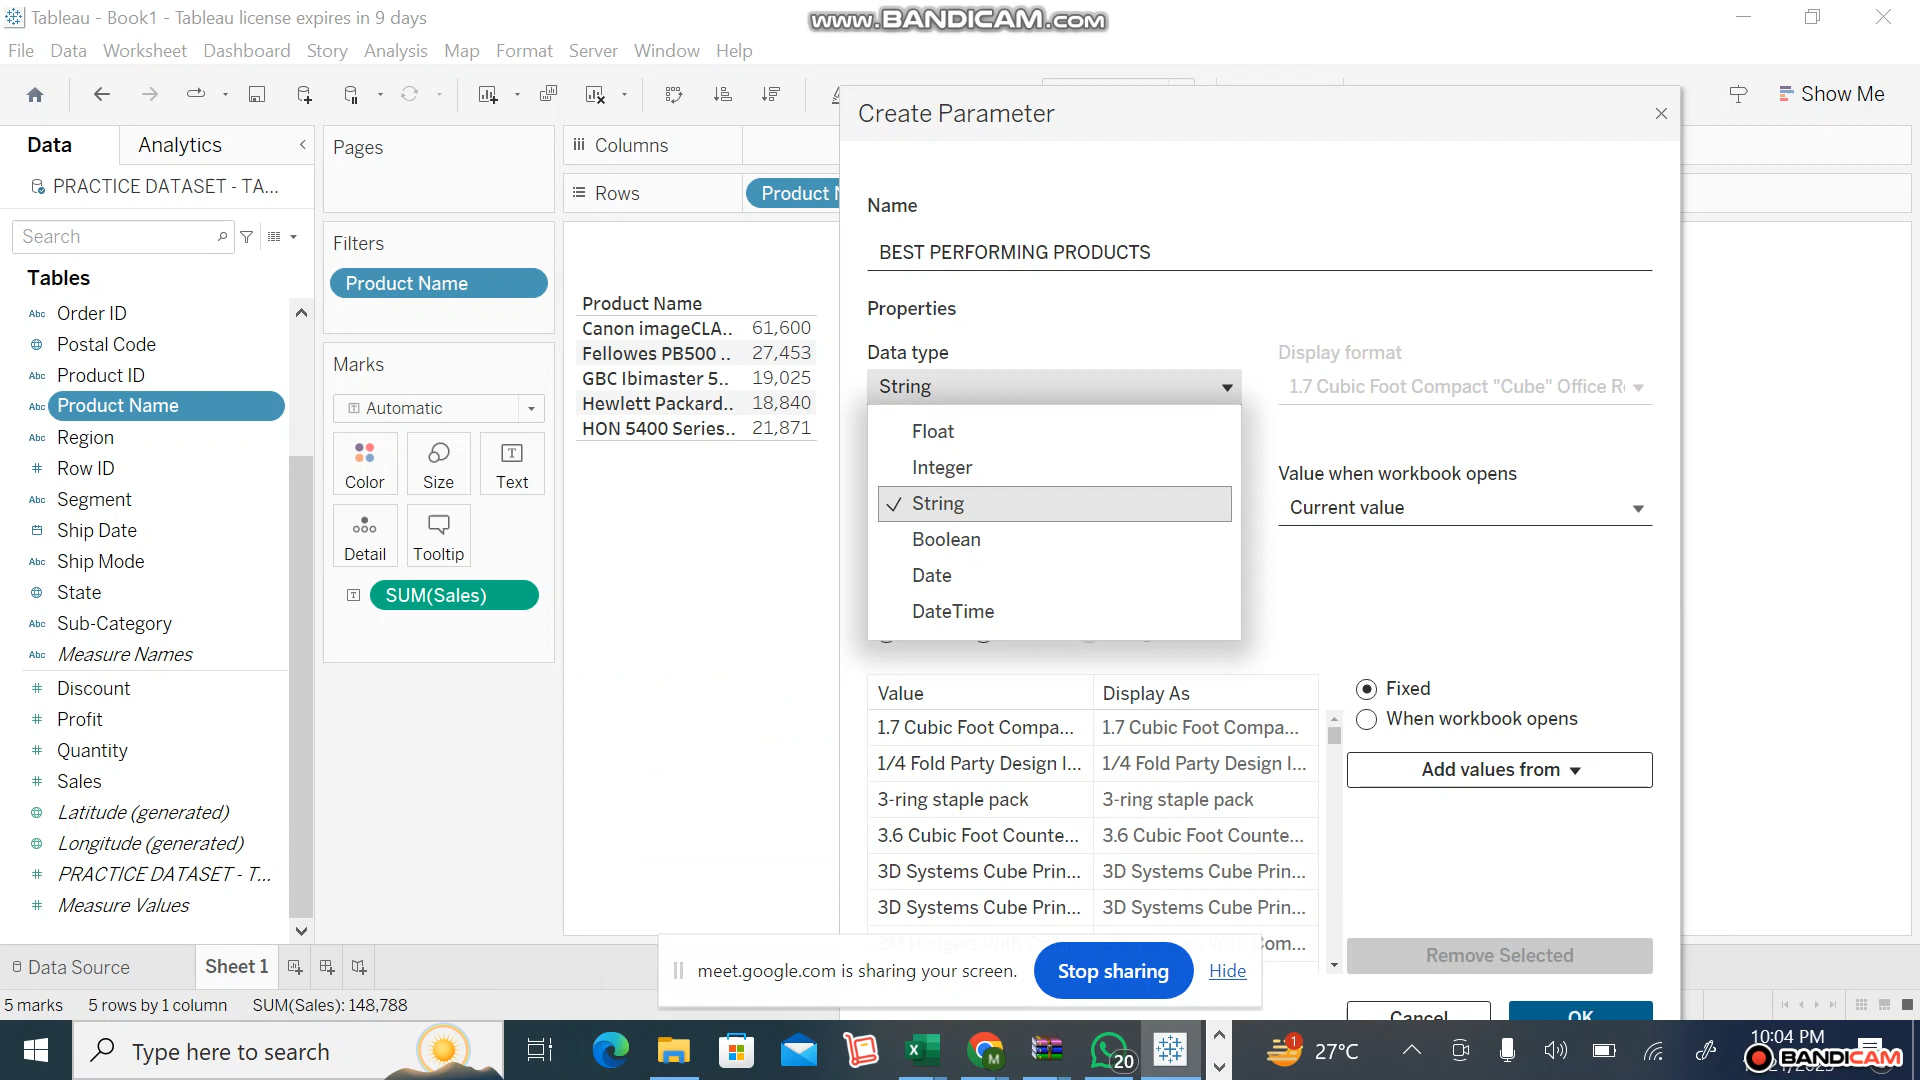 Tableau - Book1 - Tableau license expires in 9 days
www.BANDICAM.com
File Data Worksheet Dashboard Story Analysis Map Format Server Window Help
Show Me
Data
Analytics
PRACTICE DATASET - TA...
Search
Tables
Abc Order ID
Postal Code
Abc Product ID
Abc Product Name
Abc Region
# Row ID
Abc Segment
Ship Date
Abc Ship Mode
State
Abc Sub-Category
Abc Measure Names
# Discount
# Profit
# Quantity
# Sales
Latitude (generated)
Longitude (generated)
# PRACTICE DATASET - T...
# Measure Values
Pages
Filters
Product Name
Marks
Automatic
Color
Size
Text
Detail
Tooltip
SUM(Sales)
Columns
Rows
Product N
Product Name
Canon imageCLA.. 61,600
Fellowes PB500 .. 27,453
GBC Ibimaster 5.. 19,025
Hewlett Packard.. 18,840
HON 5400 Series.. 21,871
Create Parameter
Name
BEST PERFORMING PRODUCTS
Properties
Data type
String
Float
Integer
✓ String
Boolean
Date
DateTime
Display format
1.7 Cubic Foot Compact "Cube" Office R
Value when workbook opens
Current value
Value Display As
1.7 Cubic Foot Compa... 1.7 Cubic Foot Compa...
1/4 Fold Party Design I... 1/4 Fold Party Design I...
3-ring staple pack 3-ring staple pack
3.6 Cubic Foot Counte... 3.6 Cubic Foot Counte...
3D Systems Cube Prin... 3D Systems Cube Prin...
3D Systems Cube Prin... 3D Systems Cube Prin...
Fixed
When workbook opens
Add values from
Remove Selected
Cancel
OK
meet.google.com is sharing your screen.
Stop sharing
Hide
Data Source
Sheet 1
5 marks 5 rows by 1 column SUM(Sales): 148,788
Type here to search
20
1
27°C
10:04 PM
BANDICAM